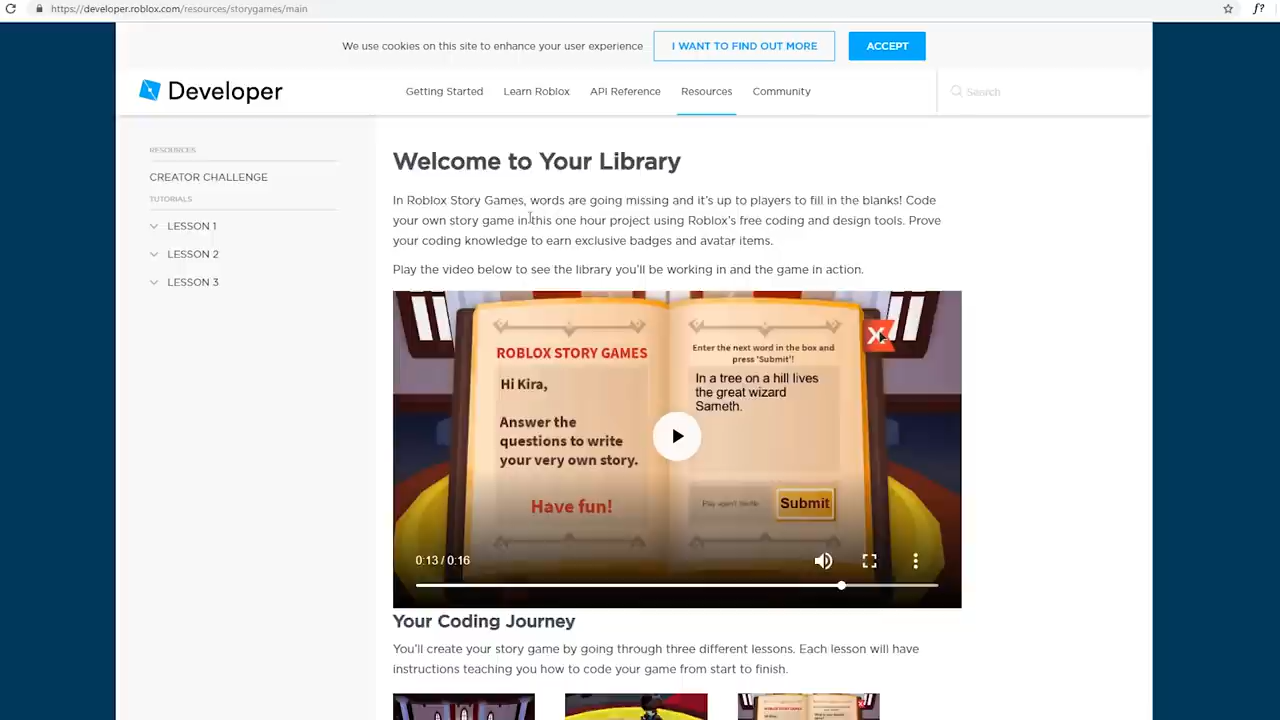 https://developer.roblox.com/resources/storygames/main
f?
We use cookies on this site to enhance your user experience
I WANT TO FIND OUT MORE
ACCEPT
Developer
Getting Started
Learn Roblox
API Reference
Resources
Community
Search
RESOURCES
CREATOR CHALLENGE
TUTORIALS
LESSON 1
LESSON 2
LESSON 3
Welcome to Your Library
In Roblox Story Games, words are going missing and it's up to players to fill in the blanks! Code
your own story game in this one hour project using Roblox's free coding and design tools. Prove
your coding knowledge to earn exclusive badges and avatar items.
Play the video below to see the library you'll be working in and the game in action.
ROBLOX STORY GAMES
Hi Kira,
Answer the
questions to write
your very own story.
Have fun!
Enter the next word in the box and
press 'Submit'!
In a tree on a hill lives
the great wizard
Sameth.
X
Submit
0:13 / 0:16
Your Coding Journey
You'll create your story game by going through three different lessons. Each lesson will have
instructions teaching you how to code your game from start to finish.
ROBLOX STORY GAMES